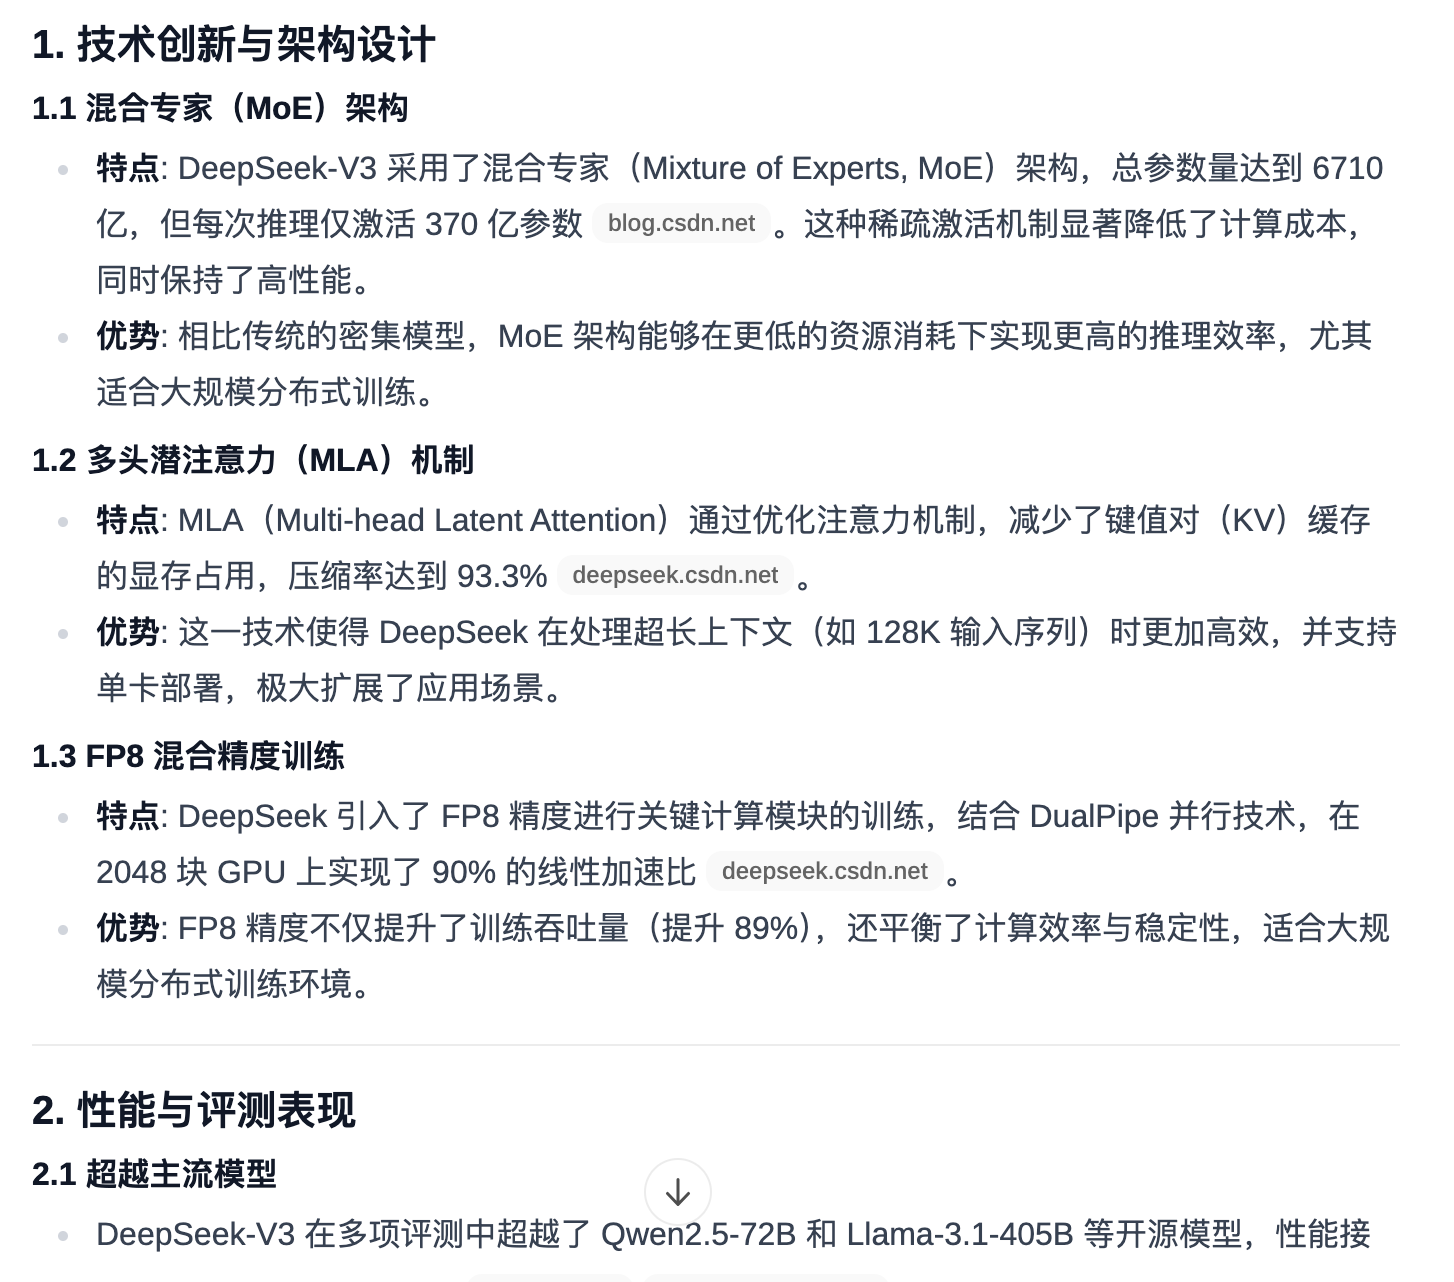 1. 技术创新与架构设计
1.1 混合专家（MoE）架构
特点: DeepSeek-V3 采用了混合专家（Mixture of Experts, MoE）架构，总参数量达到 6710
亿，但每次推理仅激活 370 亿参数 blog.csdn.net 。这种稀疏激活机制显著降低了计算成本，
同时保持了高性能。
优势: 相比传统的密集模型，MoE 架构能够在更低的资源消耗下实现更高的推理效率，尤其
适合大规模分布式训练。
1.2 多头潜注意力（MLA）机制
特点: MLA（Multi-head Latent Attention）通过优化注意力机制，减少了键值对（KV）缓存
的显存占用，压缩率达到 93.3% deepseek.csdn.net 。
优势: 这一技术使得 DeepSeek 在处理超长上下文（如 128K 输入序列）时更加高效，并支持
单卡部署，极大扩展了应用场景。
1.3 FP8 混合精度训练
特点: DeepSeek 引入了 FP8 精度进行关键计算模块的训练，结合 DualPipe 并行技术，在
2048 块 GPU 上实现了 90% 的线性加速比 deepseek.csdn.net 。
优势: FP8 精度不仅提升了训练吞吐量（提升 89%），还平衡了计算效率与稳定性，适合大规
模分布式训练环境。
2. 性能与评测表现
2.1 超越主流模型
DeepSeek-V3 在多项评测中超越了 Qwen2.5-72B 和 Llama-3.1-405B 等开源模型，性能接